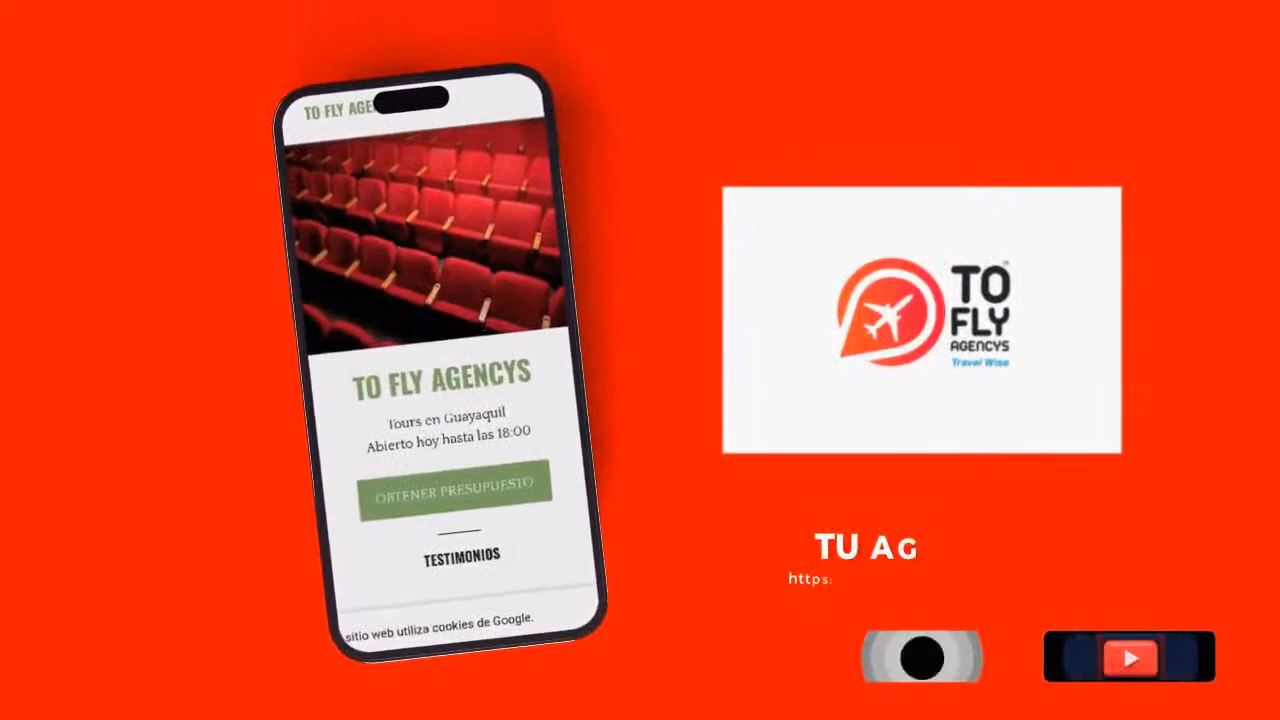 TO FLY AGE
TO FLY AGENCYS
Tours en Guayaquil
Abierto hoy hasta las 18:00
OBTENER PRESUPUESTO
TESTIMONIOS
sitio web utiliza cookies de Google.
TO
FLY
AGENCYS
Travel Wise
TU AG
https: